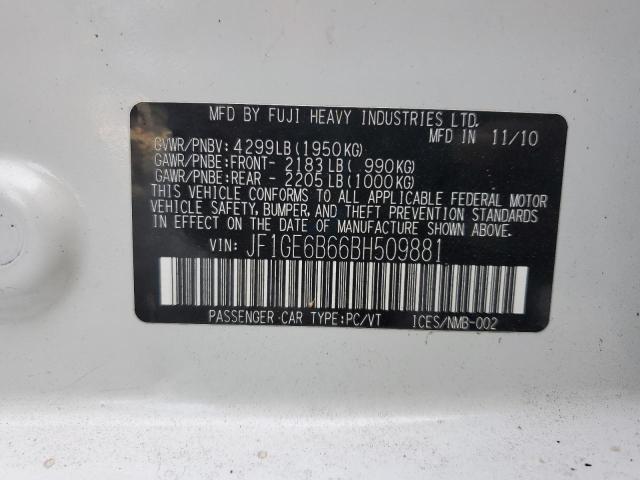 MFD BY FUJI HEAVY INDUSTRIES LTD.
MFD IN 11/10
GVWR/PNBV: 4299LB(1950KG)
GAWR/PNBE:FRONT- 2183LB( 990KG)
GAWR/PNBE:REAR - 2205LB(1000KG)
THIS VEHICLE CONFORMS TO ALL APPLICABLE FEDERAL MOTOR
VEHICLE SAFETY, BUMPER, AND THEFT PREVENTION STANDARDS
IN EFFECT ON THE DATE OF MANUFACTURE SHOWN ABOVE.
VIN: JF1GE6B66BH509881
PASSENGER CAR TYPE:PC/VT ICES/NMB-002